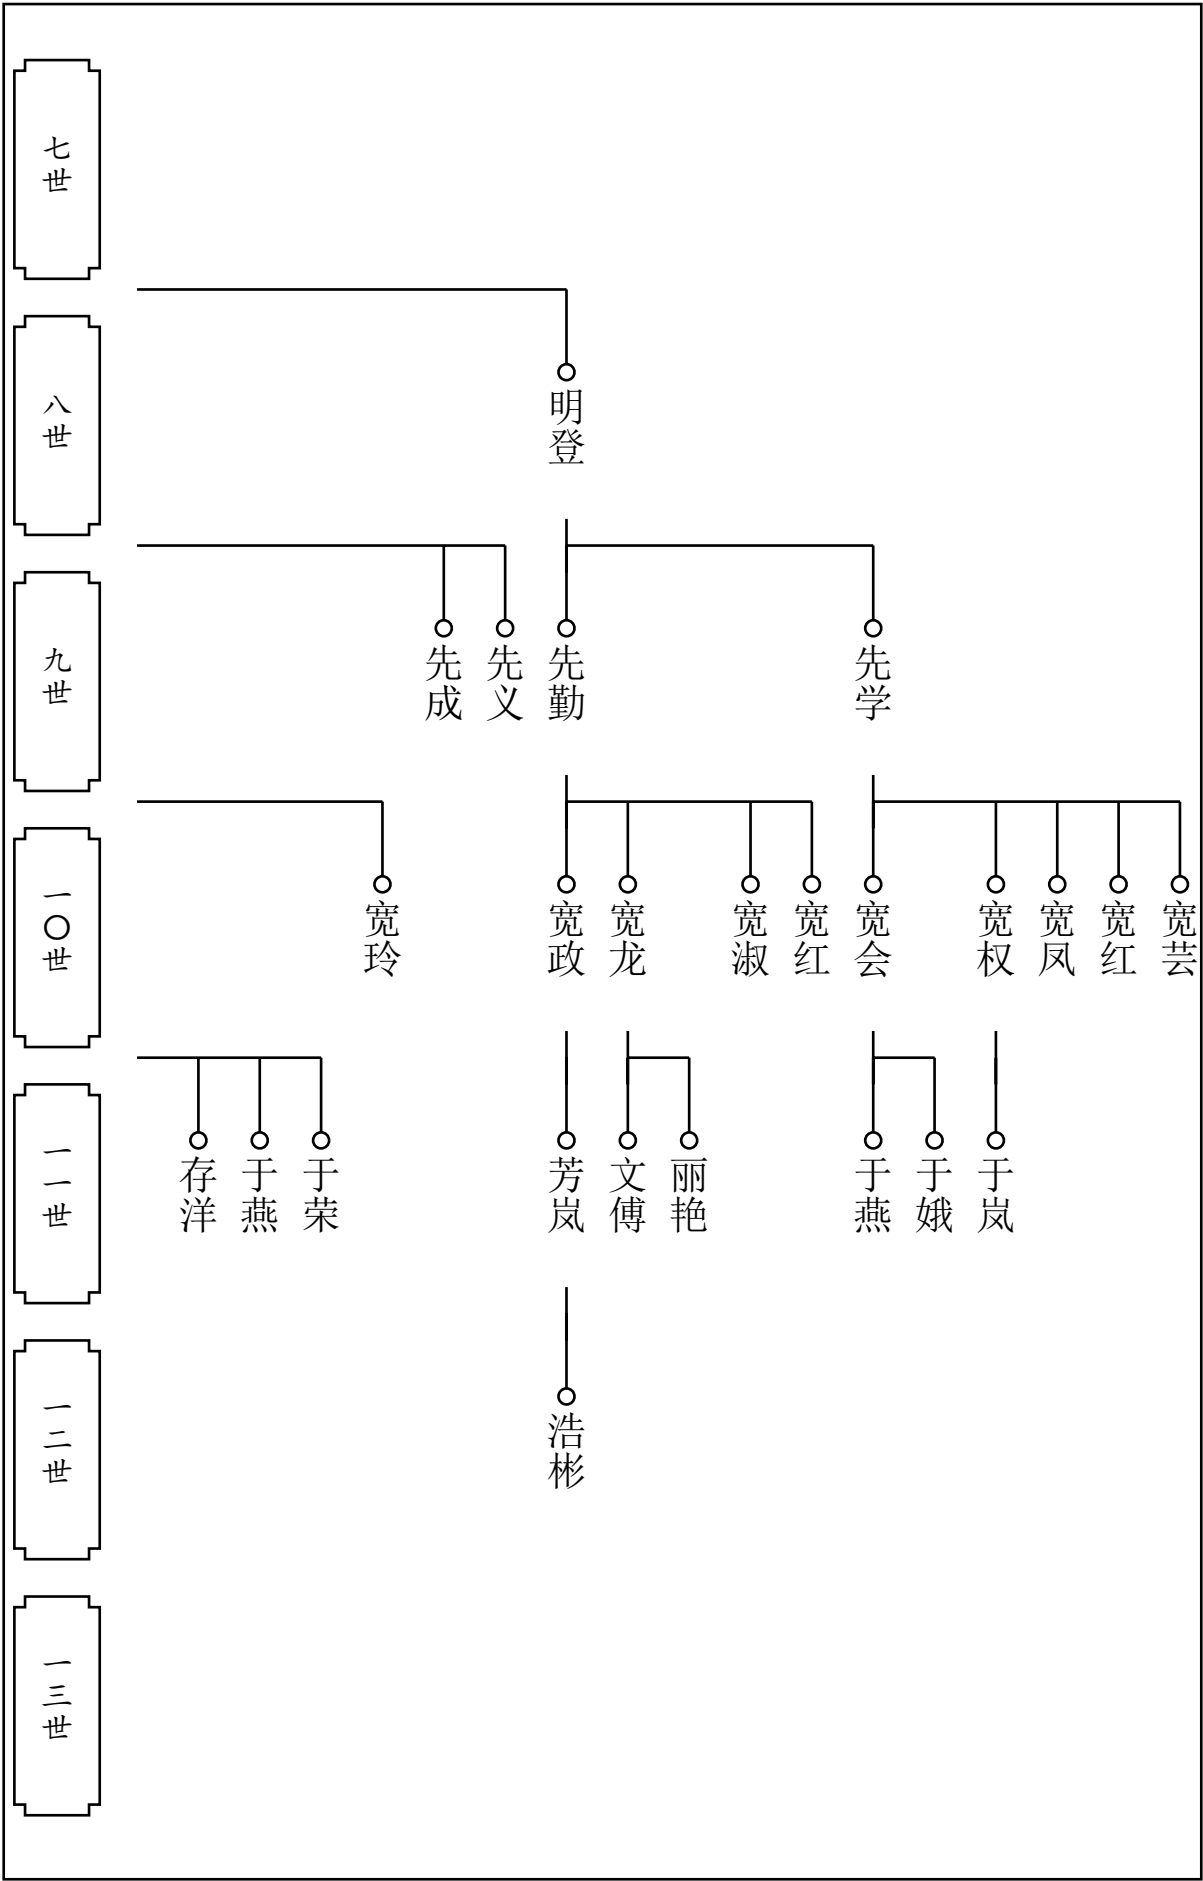 七世
八世
明登
九世
先成
先义
先勤
先学
一〇世
宽玲
宽政
宽龙
宽淑
宽红
宽会
宽权
宽凤
宽红
宽芸
一一世
存洋
于燕
于荣
芳岚
文傅
丽艳
于燕
于娥
于岚
一二世
浩彬
一三世